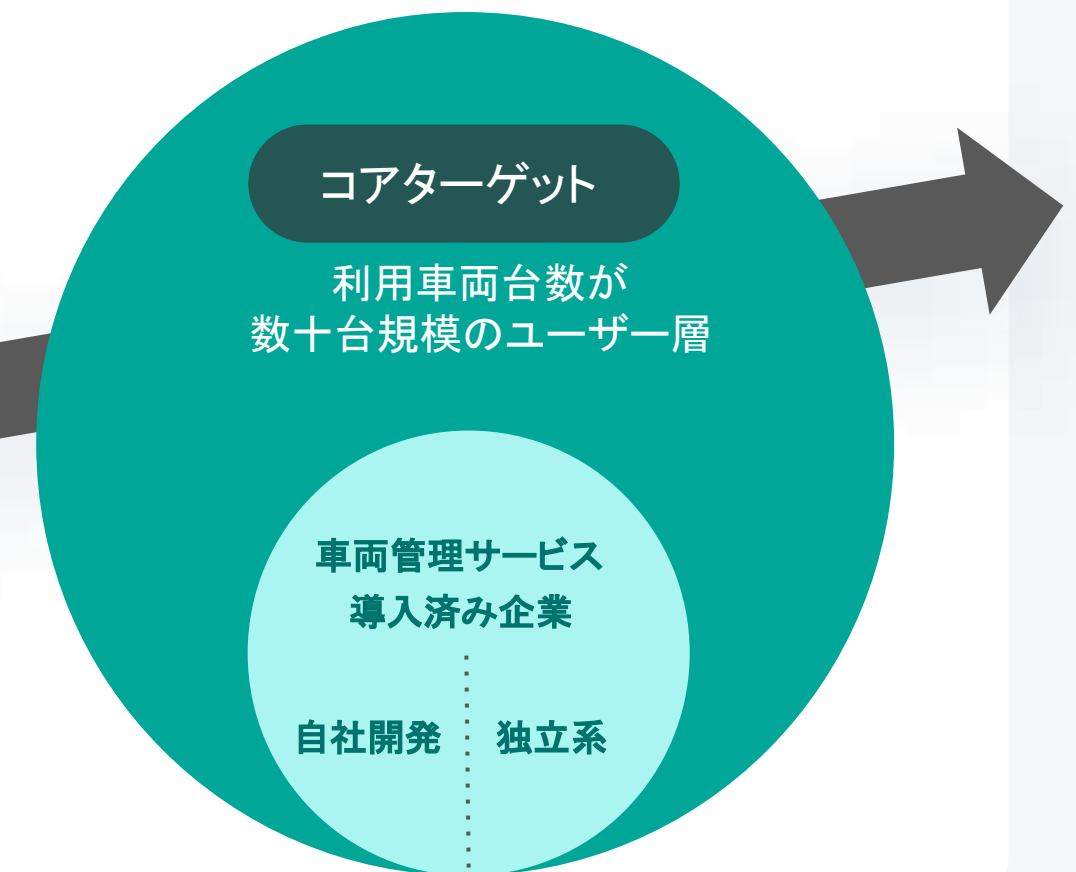 コアターゲット
利用車両台数が
数十台規模のユーザー層
車両管理サービス
導入済み企業
自社開発
独立系